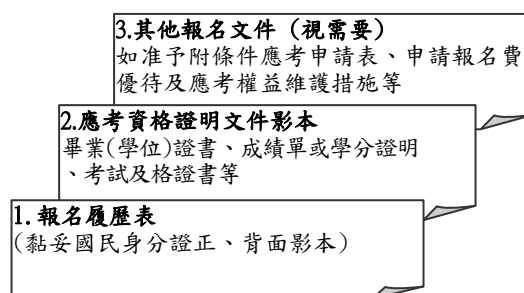 3.其他報名文件（視需要）
如准予附條件應考申請表、申請報名費
優待及應考權益維護措施等
2.應考資格證明文件影本
畢業(學位)證書、成績單或學分證明
、考試及格證書等
1.報名履歷表
(黏妥國民身分證正、背面影本)